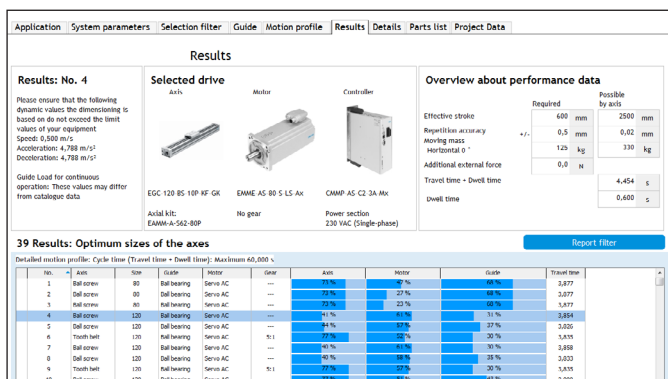 Application System parameters Selection filter Guide Motion profile Results Details Parts list Project Data
Results
Results: No. 4
Please ensure that the following
dynamic values the dimensioning is
based on do not exceed the limit
values of your equipment
Speed: 0,500 m/s
Acceleration: 4,788 m/s²
Deceleration: 4,788 m/s²
Guide Load for continuous
operation: These values may differ
from catalogue data
Selected drive
Axis Motor Controller
EGC-120-BS-10P-KF-GK EMME-AS-80-S-LS-Ax CMMP-AS-C2-3A-Mx
Axial kit: No gear Power section
EAMM-A-S62-80P 230 VAC (Single-phase)
Overview about performance data
Possible
Required by axis
Effective stroke 600 mm 2500 mm
Repetition accuracy +/- 0,5 mm 0,02 mm
Moving mass
Horizontal 0 ° 125 kg 330 kg
Additional external force 0,0 N
Travel time + Dwell time 4,454 s
Dwell time 0,600 s
39 Results: Optimum sizes of the axes
Report filter
Detailed motion profile: Cycle time (Travel time + Dwell time): Maximum 60,000 s
No. Axis Size Guide Motor Gear Axis Motor Guide Travel time
1 Ball screw 80 Ball bearing Servo AC --- 73 % 47 % 68 % 3,877
2 Ball screw 80 Ball bearing Servo AC --- 73 % 27 % 68 % 3,877
3 Ball screw 80 Ball bearing Servo AC --- 73 % 23 % 68 % 3,877
4 Ball screw 120 Ball bearing Servo AC --- 41 % 61 % 31 % 3,854
5 Ball screw 120 Ball bearing Servo AC --- 44 % 57 % 37 % 3,826
6 Tooth belt 120 Ball bearing Servo AC 5:1 77 % 52 % 30 % 3,835
7 Ball screw 120 Ball bearing Servo AC --- 40 % 61 % 30 % 3,858
8 Ball screw 120 Ball bearing Servo AC --- 40 % 58 % 35 % 3,833
9 Tooth belt 120 Ball bearing Servo AC 5:1 77 % 57 % 30 % 3,835